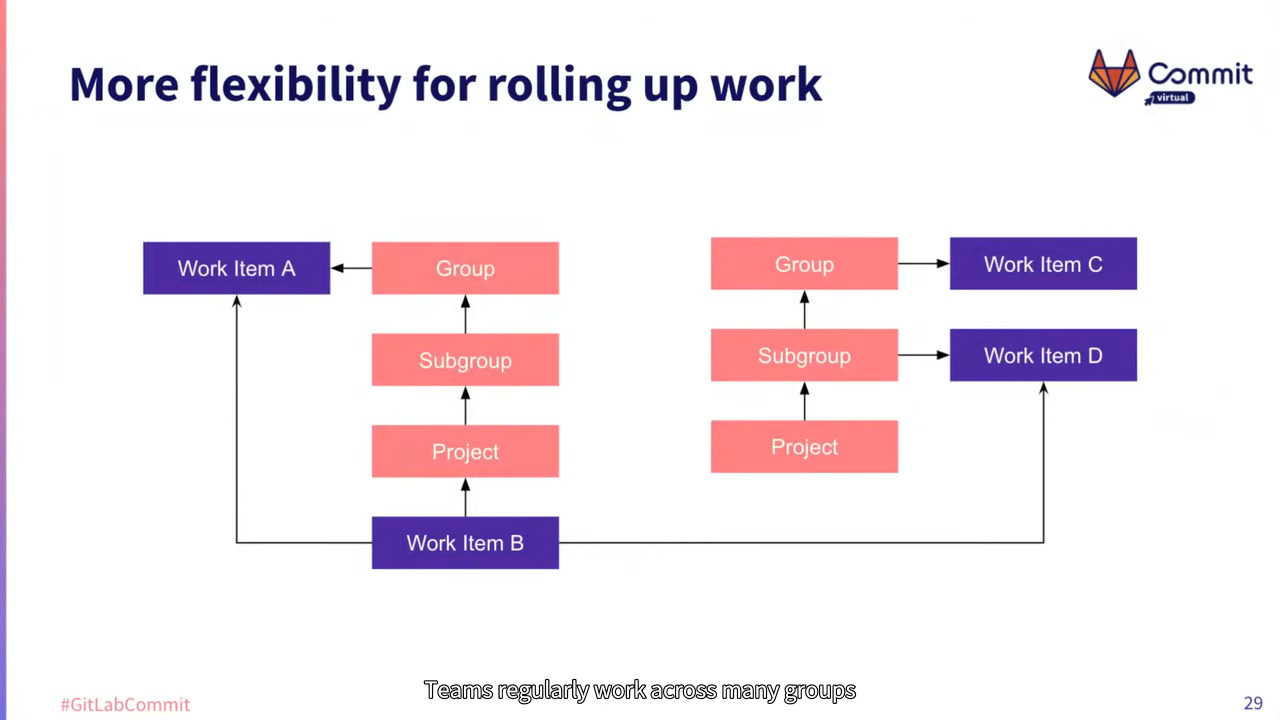 More flexibility for rolling up work
Commit
virtual
Work Item A
Group
Subgroup
Project
Work Item B
Group
Work Item C
Subgroup
Work Item D
Project
Teams regularly work across many groups
#GitLabCommit
29